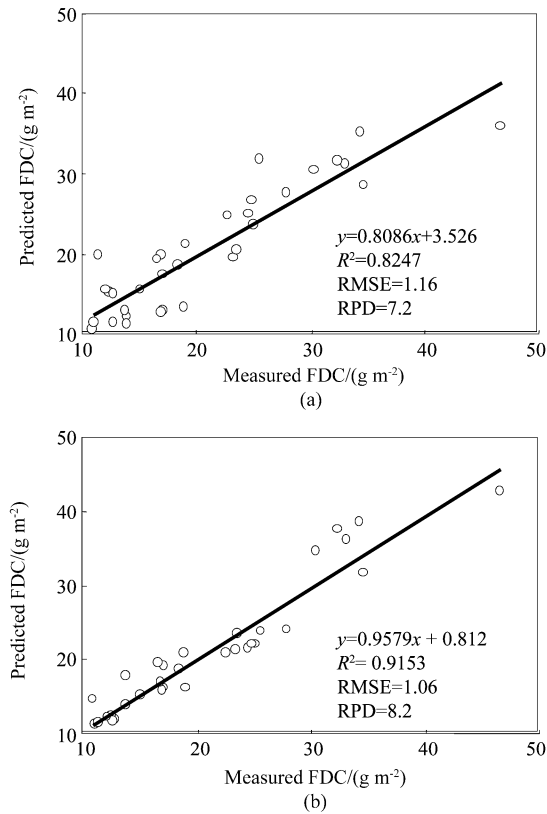 50
40
30
20
10
Predicted FDC/(g m-2)
y=0.8086x+3.526
R2=0.8247
RMSE=1.16
RPD=7.2
10 20 30 40 50
Measured FDC/(g m-2)
(a)
50
40
30
20
10
Predicted FDC/(g m-2)
y=0.9579x + 0.812
R2= 0.9153
RMSE=1.06
RPD=8.2
10 20 30 40 50
Measured FDC/(g m-2)
(b)